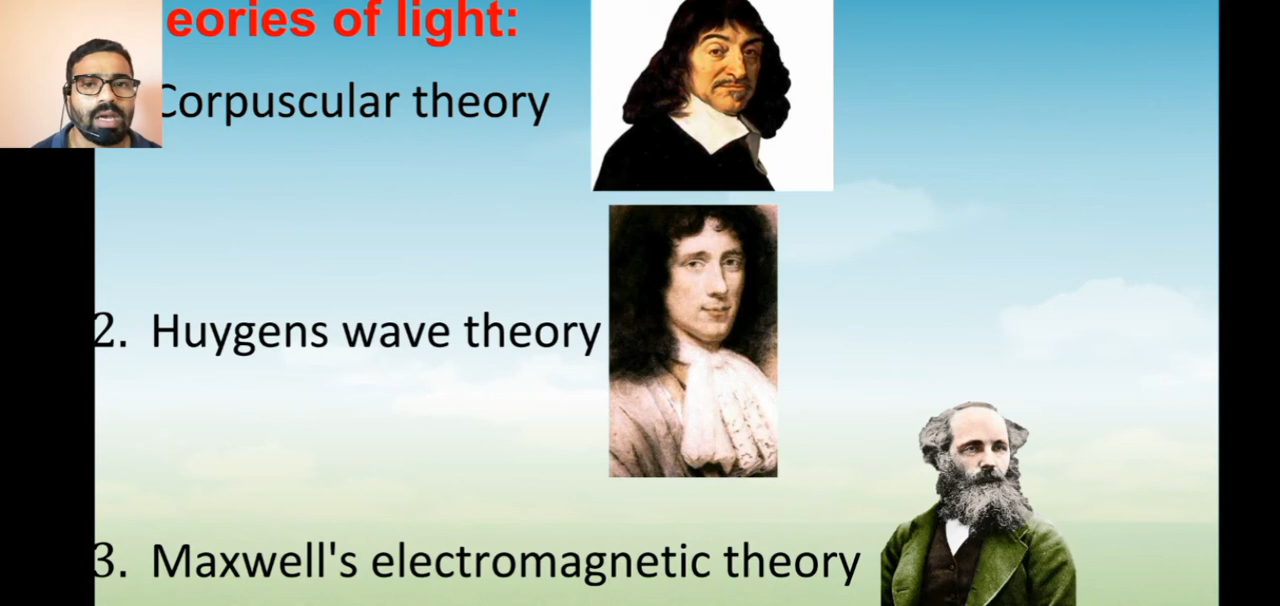 eories of light:
Corpuscular theory
2. Huygens wave theory
3. Maxwell's electromagnetic theory